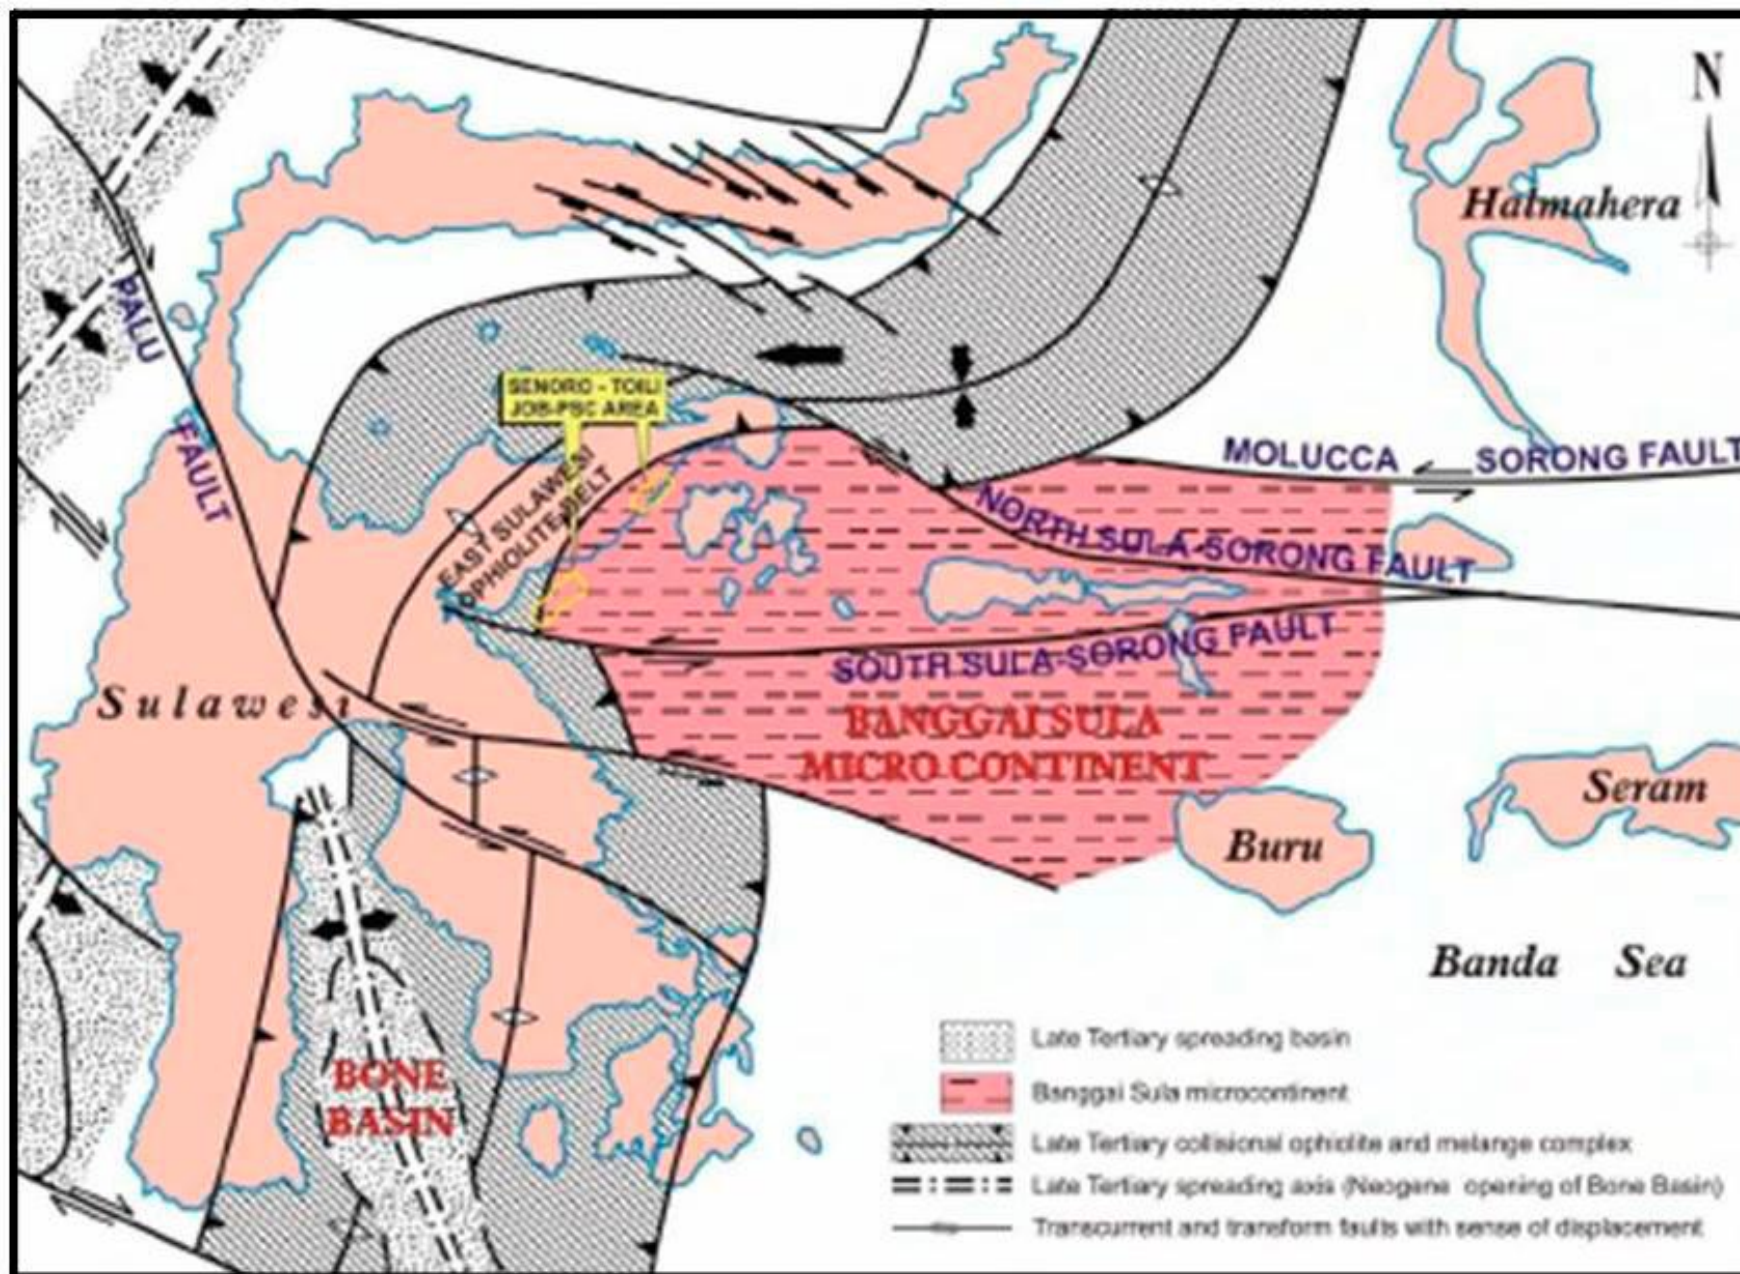 N
Halmahera
PALU
FAULT
SENORO - TOILI
JOB-PSC AREA
EAST SULAWESI
OPHIOLITE BELT
MOLUCCA SORONG FAULT
NORTH SULA-SORONG FAULT
SOUTH SULA-SORONG FAULT
Sulawesi
BANGGAI SULA
MICRO CONTINENT
Seram
Buru
Banda Sea
BONE
BASIN
Late Tertiary spreading basin
Banggai Sula microcontinent
Late Tertiary collisional ophiolite and melange complex
Late Tertiary spreading axis (Neogene opening of Bone Basin)
Transcurrent and transform faults with sense of displacement